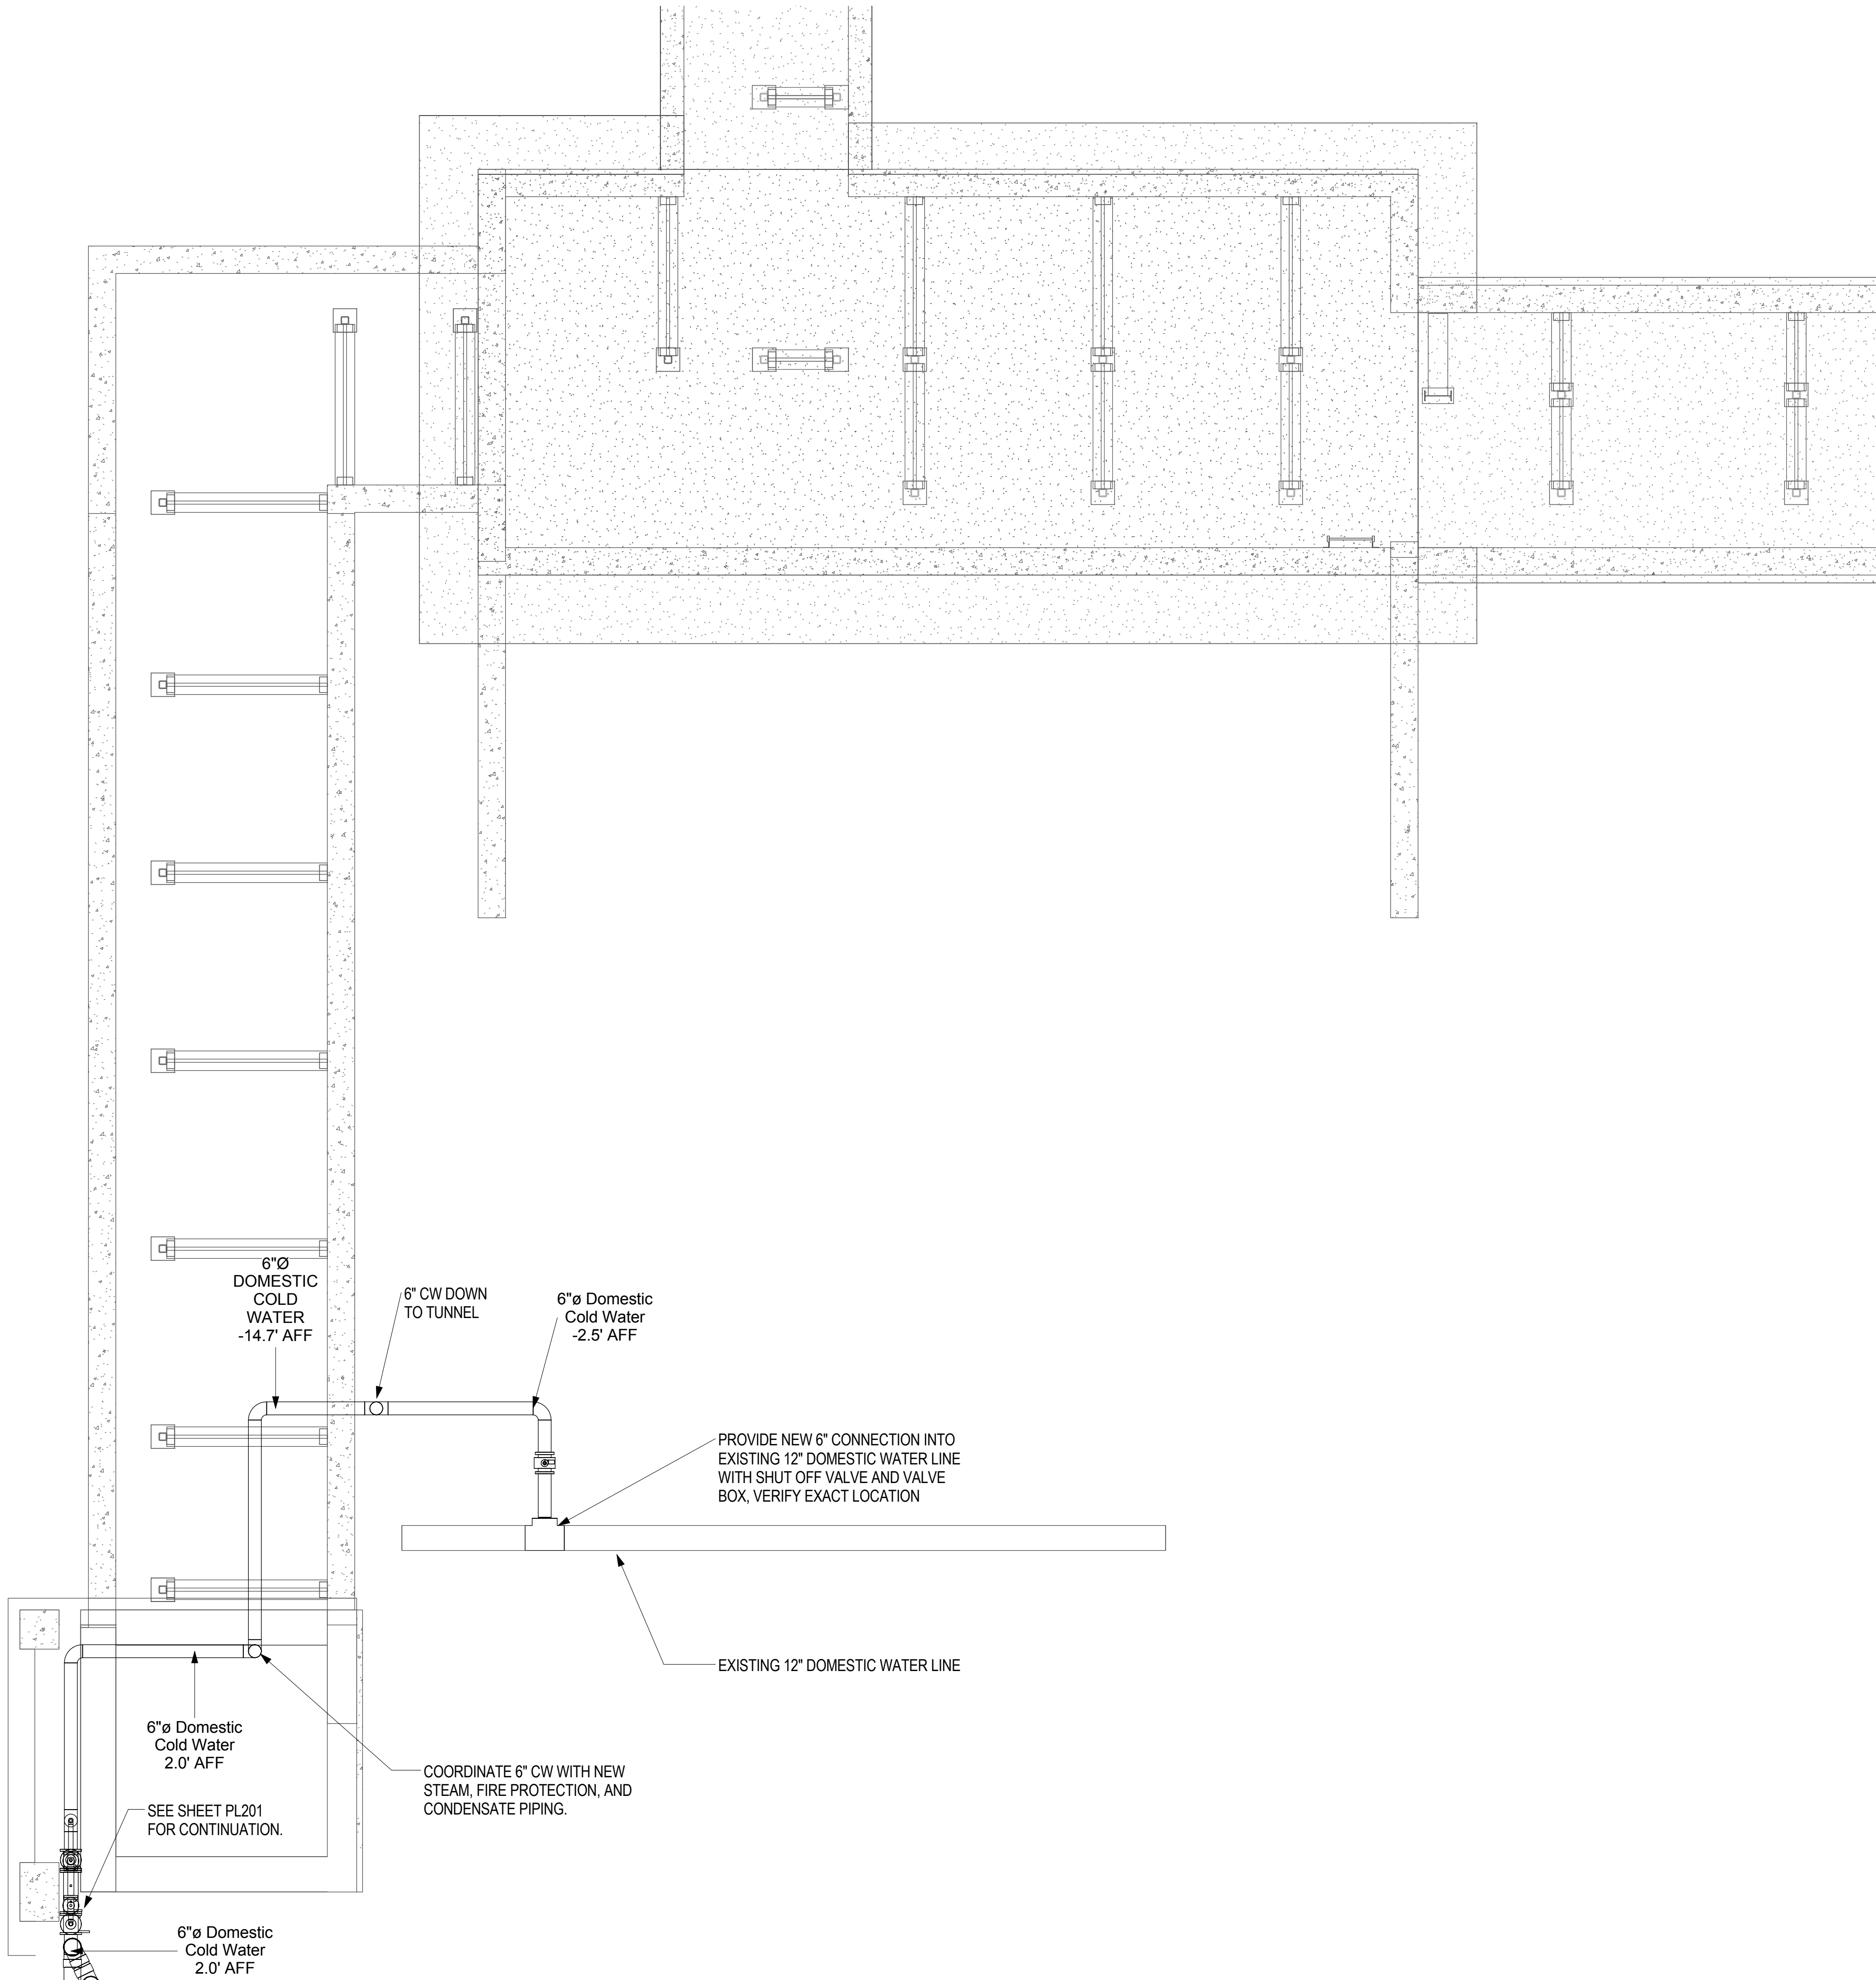 6"Ø
DOMESTIC
COLD
WATER
-14.7' AFF
6" CW DOWN
TO TUNNEL
6"ø Domestic
Cold Water
-2.5' AFF
PROVIDE NEW 6" CONNECTION INTO
EXISTING 12" DOMESTIC WATER LINE
WITH SHUT OFF VALVE AND VALVE
BOX, VERIFY EXACT LOCATION
EXISTING 12" DOMESTIC WATER LINE
6"ø Domestic
Cold Water
2.0' AFF
COORDINATE 6" CW WITH NEW
STEAM, FIRE PROTECTION, AND
CONDENSATE PIPING.
SEE SHEET PL201
FOR CONTINUATION.
6"ø Domestic
Cold Water
2.0' AFF